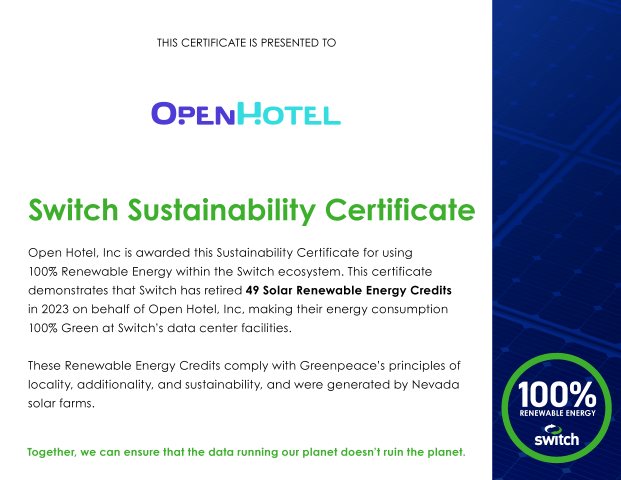 THIS CERTIFICATE IS PRESENTED TO
OPENHOTEL
Switch Sustainability Certificate
Open Hotel, Inc is awarded this Sustainability Certificate for using
100% Renewable Energy within the Switch ecosystem. This certificate
demonstrates that Switch has retired 49 Solar Renewable Energy Credits
in 2023 on behalf of Open Hotel, Inc, making their energy consumption
100% Green at Switch's data center facilities.
These Renewable Energy Credits comply with Greenpeace's principles of
locality, additionality, and sustainability, and were generated by Nevada
solar farms.
Together, we can ensure that the data running our planet doesn't ruin the planet.
100%
RENEWABLE ENERGY
switch